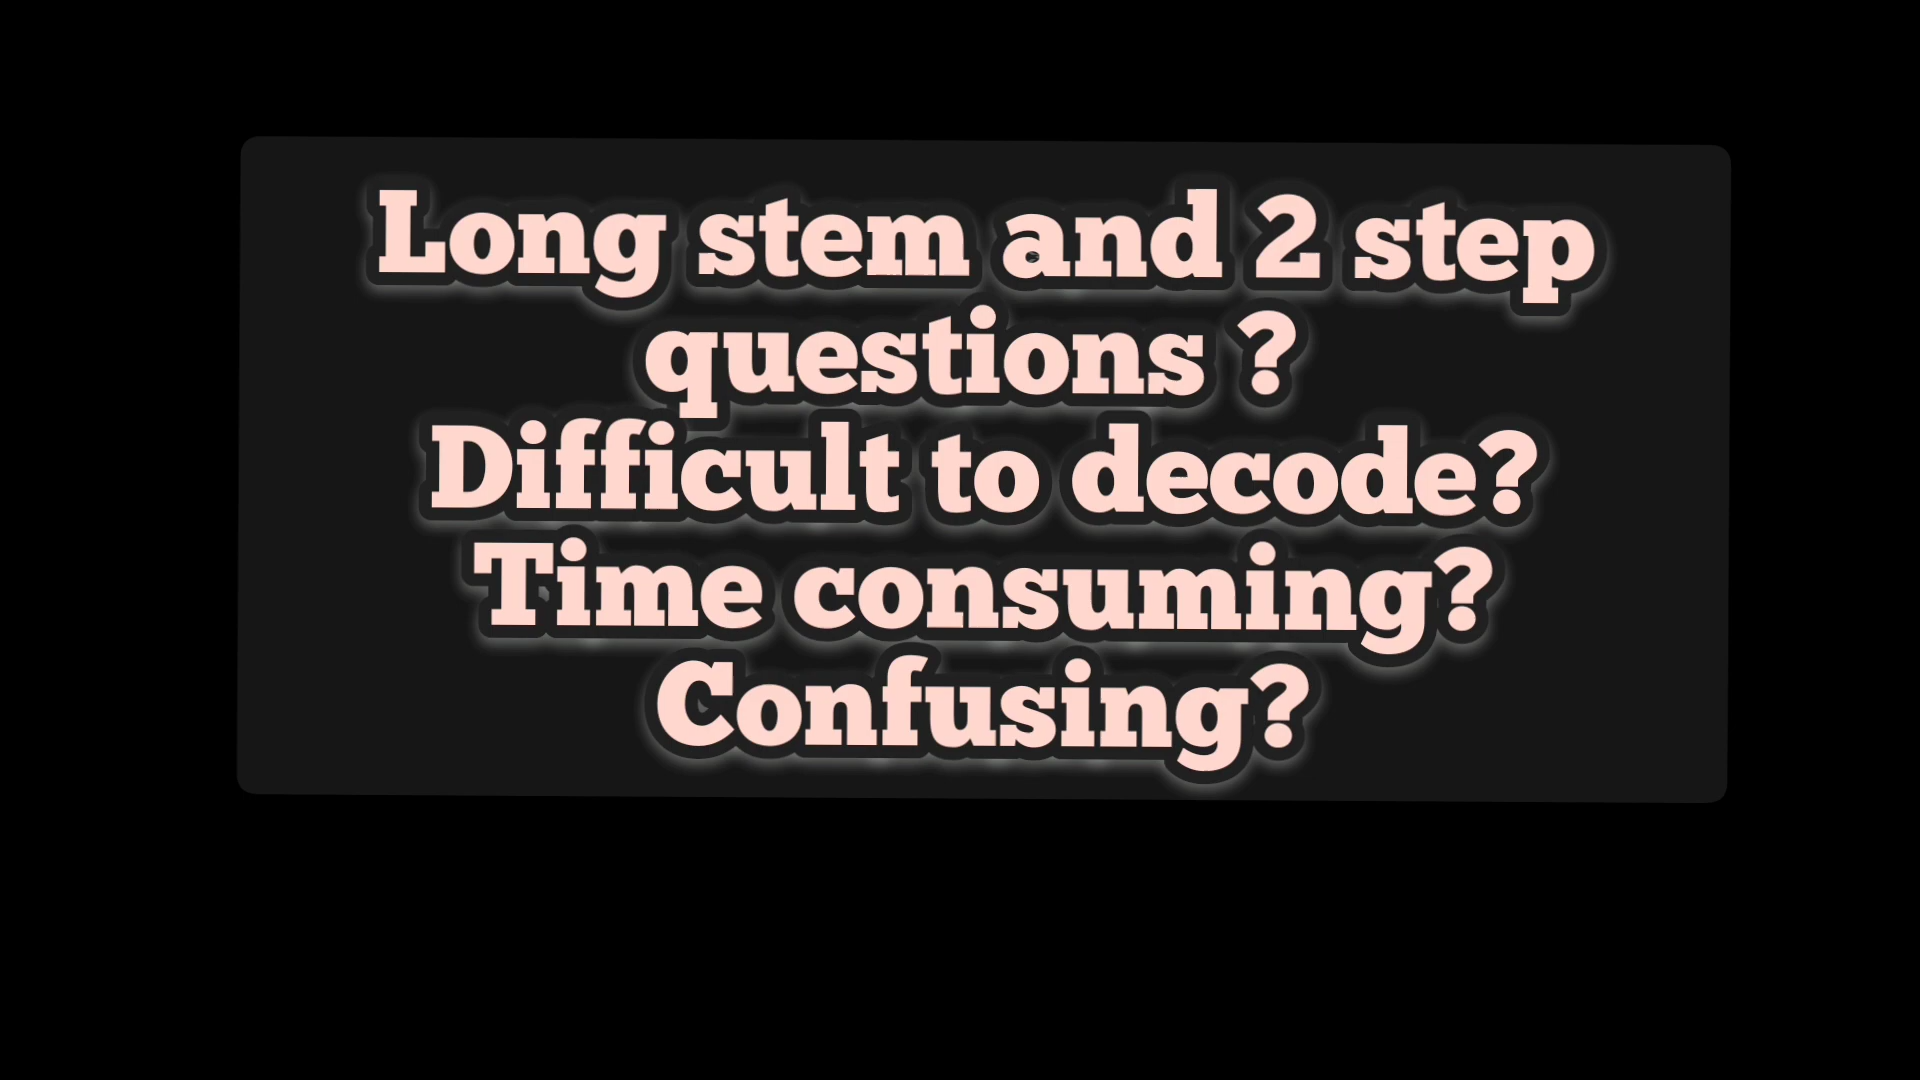 Long stem and 2 step
questions ?
Difficult to decode?
Time consuming?
Confusing?